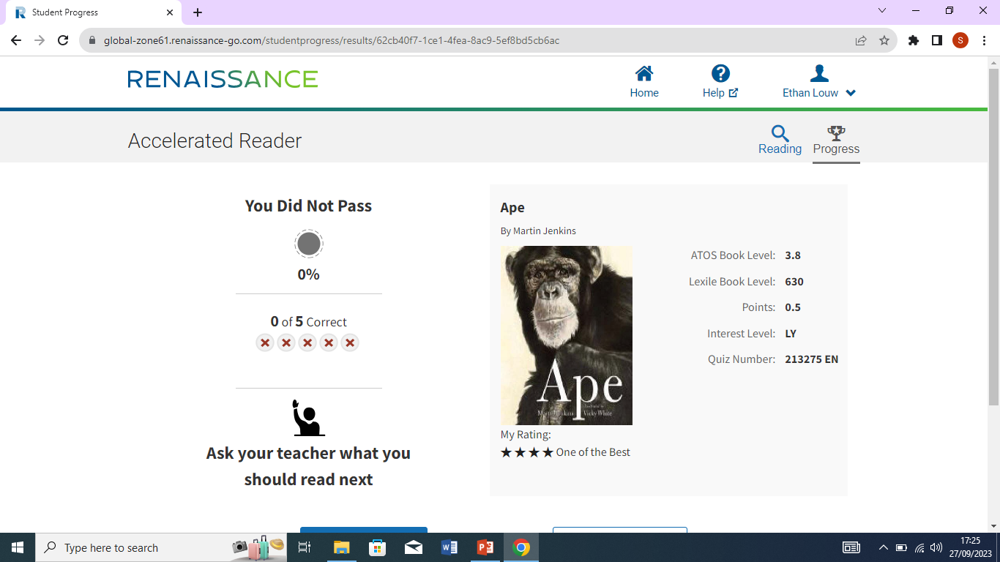 Student Progress
global-zone61.renaissance-go.com/studentprogress/results/62cb40f7-1ce1-4fea-8ac9-5ef8bd5cb6ac
S
RENAISSANCE
Home
Help
Ethan Louw
Accelerated Reader
Reading
Progress
You Did Not Pass
0%
0 of 5 Correct
Ask your teacher what you
should read next
Ape
By Martin Jenkins
Ape
Martin Jenkins
Illustrated by
Vicky White
ATOS Book Level: 3.8
Lexile Book Level: 630
Points: 0.5
Interest Level: LY
Quiz Number: 213275 EN
My Rating:
One of the Best
Type here to search
17:25
27/09/2023